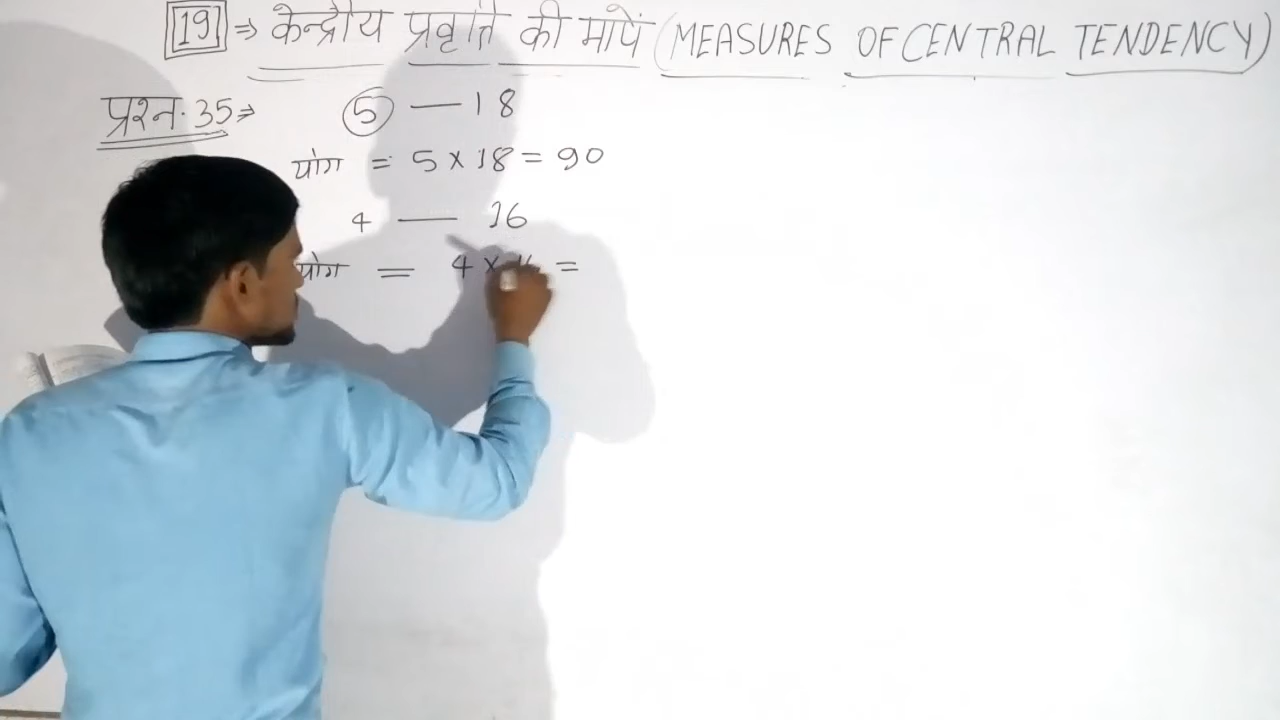 19 ⇒ केन्द्रीय प्रवृत्ति की मापें (MEASURES OF CENTRAL TENDENCY)
प्रश्न.35⇒ 5 — 18
योग = 5 × 18 = 90
4 — 16
योग = 4 × =